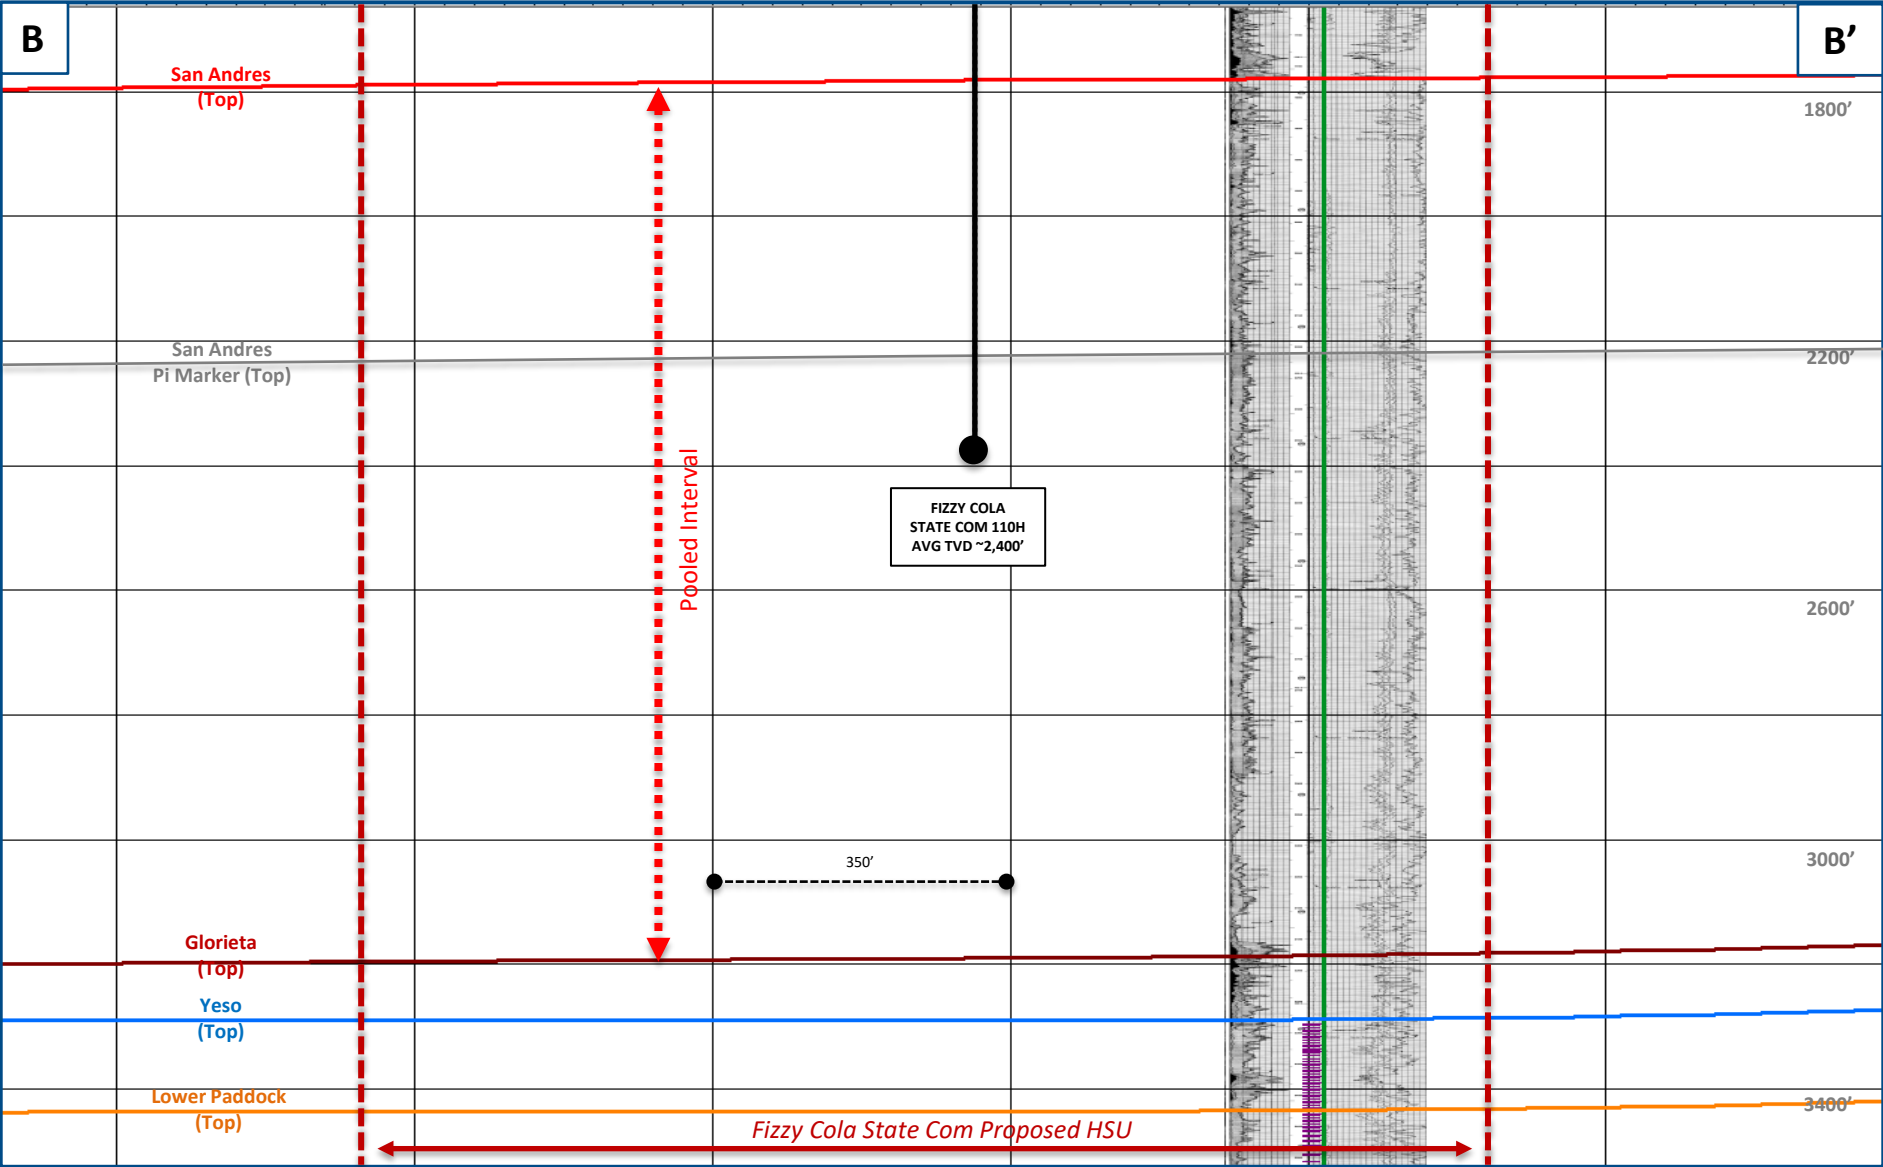 B
B’
San Andres
(Top)
1800’
San Andres
Pi Marker (Top)
2200’
Pooled Interval
FIZZY COLA
STATE COM 110H
AVG TVD ~2,400’
2600’
3000’
350’
Glorieta
(Top)
Yeso
(Top)
Lower Paddock
(Top)
3400’
Fizzy Cola State Com Proposed HSU